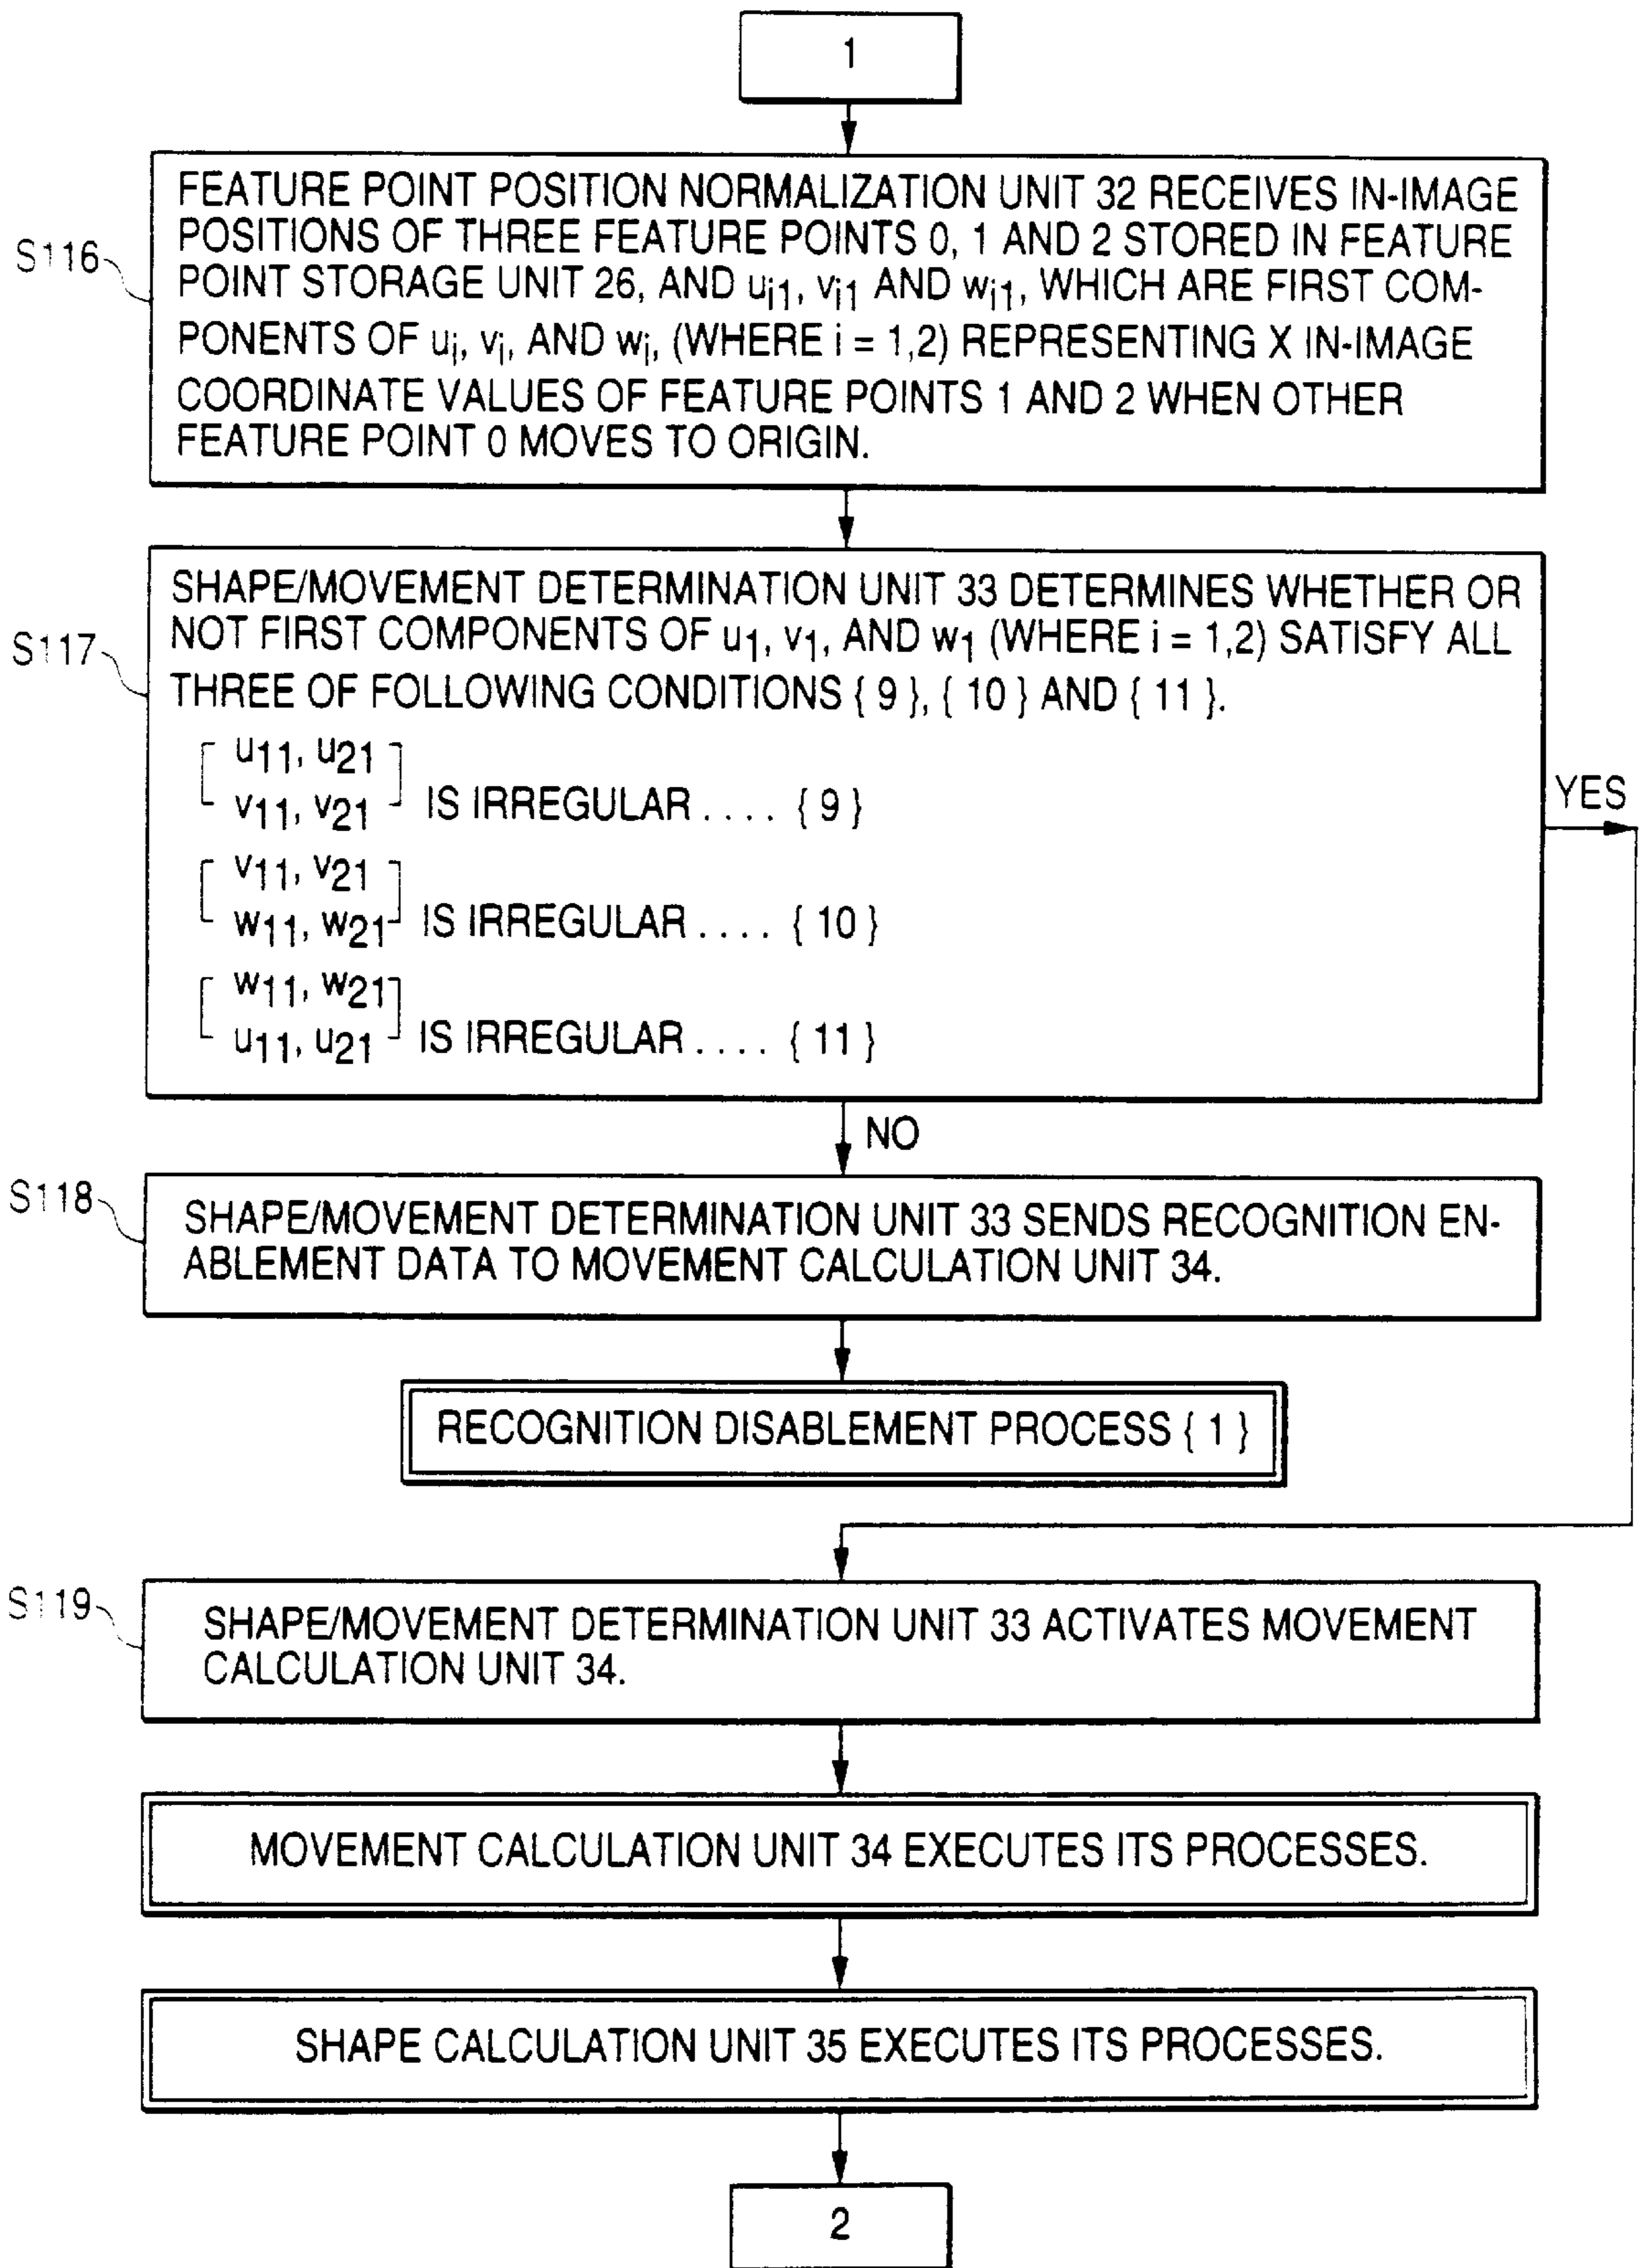 1
S116
FEATURE POINT POSITION NORMALIZATION UNIT 32 RECEIVES IN-IMAGE
POSITIONS OF THREE FEATURE POINTS 0, 1 AND 2 STORED IN FEATURE
POINT STORAGE UNIT 26, AND ui1, vi1 AND wi1, WHICH ARE FIRST COM-
PONENTS OF ui, vi, AND wi, (WHERE i = 1,2) REPRESENTING X IN-IMAGE
COORDINATE VALUES OF FEATURE POINTS 1 AND 2 WHEN OTHER
FEATURE POINT 0 MOVES TO ORIGIN.
S117
SHAPE/MOVEMENT DETERMINATION UNIT 33 DETERMINES WHETHER OR
NOT FIRST COMPONENTS OF u1, v1, AND w1 (WHERE i = 1,2) SATISFY ALL
THREE OF FOLLOWING CONDITIONS { 9 }, { 10 } AND { 11 }.
u11, u21
v11, v21 IS IRREGULAR .... { 9 }
YES
v11, v21
w11, w21 IS IRREGULAR .... { 10 }
w11, w21
u11, u21 IS IRREGULAR .... { 11 }
NO
S118
SHAPE/MOVEMENT DETERMINATION UNIT 33 SENDS RECOGNITION EN-
ABLEMENT DATA TO MOVEMENT CALCULATION UNIT 34.
RECOGNITION DISABLEMENT PROCESS { 1 }
S119
SHAPE/MOVEMENT DETERMINATION UNIT 33 ACTIVATES MOVEMENT
CALCULATION UNIT 34.
MOVEMENT CALCULATION UNIT 34 EXECUTES ITS PROCESSES.
SHAPE CALCULATION UNIT 35 EXECUTES ITS PROCESSES.
2